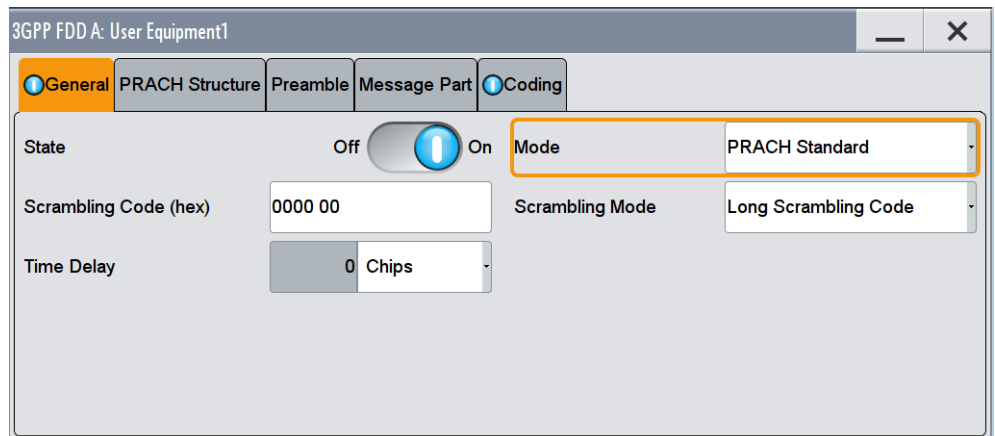 3GPP FDD A: User Equipment1
General PRACH Structure Preamble Message Part Coding
State Off On Mode PRACH Standard
Scrambling Code (hex) 0000 00 Scrambling Mode Long Scrambling Code
Time Delay 0 Chips